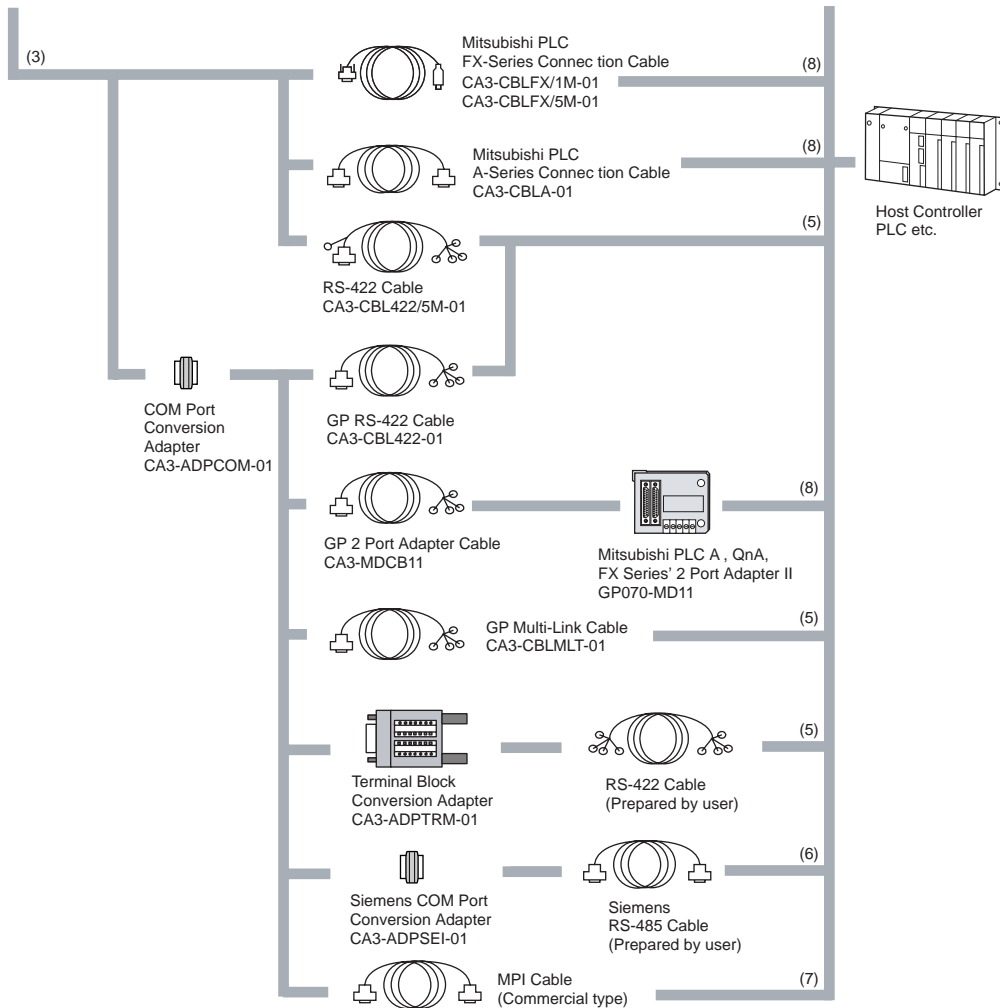 (3)
Mitsubishi PLC
FX-Series Connec tion Cable
CA3-CBLFX/1M-01
CA3-CBLFX/5M-01
(8)
Mitsubishi PLC
A-Series Connec tion Cable
CA3-CBLA-01
(8)
Host Controller
PLC etc.
(5)
RS-422 Cable
CA3-CBL422/5M-01
COM Port
Conversion
Adapter
CA3-ADPCOM-01
GP RS-422 Cable
CA3-CBL422-01
(8)
GP 2 Port Adapter Cable
CA3-MDCB11
Mitsubishi PLC A , QnA,
FX Series' 2 Port Adapter II
GP070-MD11
GP Multi-Link Cable
CA3-CBLMLT-01
(5)
(5)
Terminal Block
Conversion Adapter
CA3-ADPTRM-01
RS-422 Cable
(Prepared by user)
(6)
Siemens COM Port
Conversion Adapter
CA3-ADPSEI-01
Siemens
RS-485 Cable
(Prepared by user)
MPI Cable
(Commercial type)
(7)